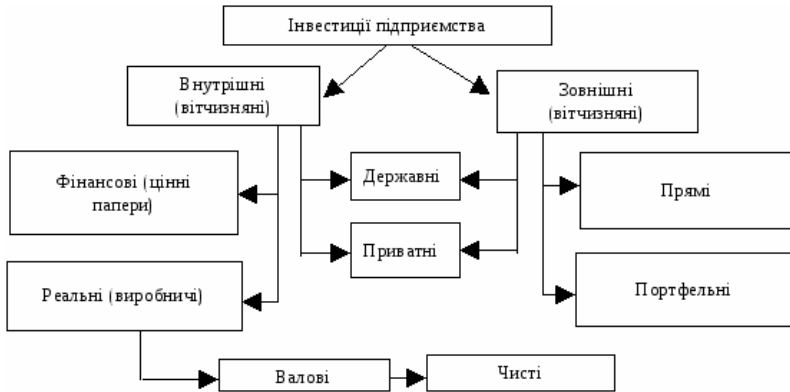 Інвестиції підприємства
Внутрішні
(вітчизняні)
Зовнішні
(вітчизняні)
Фінансові (цінні
папери)
Державні
Прямі
Приватні
Реальні (виробничі)
Портфельні
Валові
Чисті